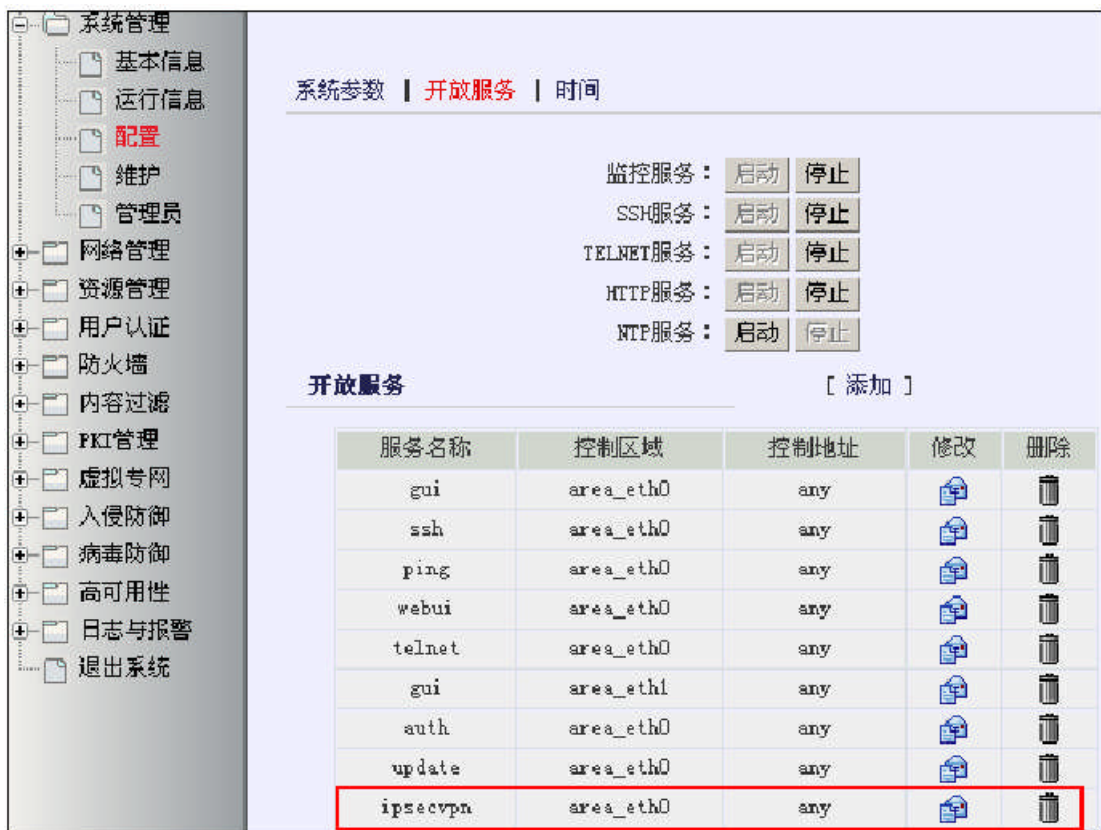 系统管理
基本信息
运行信息
配置
维护
管理员
网络管理
资源管理
用户认证
防火墙
内容过滤
PKI管理
虚拟专网
入侵防御
病毒防御
高可用性
日志与报警
退出系统
系统参数 | 开放服务 | 时间
监控服务： 启动 停止
SSH服务： 启动 停止
TELNET服务： 启动 停止
HTTP服务： 启动 停止
NTP服务： 启动 停止
开放服务 [ 添加 ]
服务名称 控制区域 控制地址 修改 删除
gui area_eth0 any
ssh area_eth0 any
ping area_eth0 any
webui area_eth0 any
telnet area_eth0 any
gui area_eth1 any
auth area_eth0 any
update area_eth0 any
ipsecvpn area_eth0 any